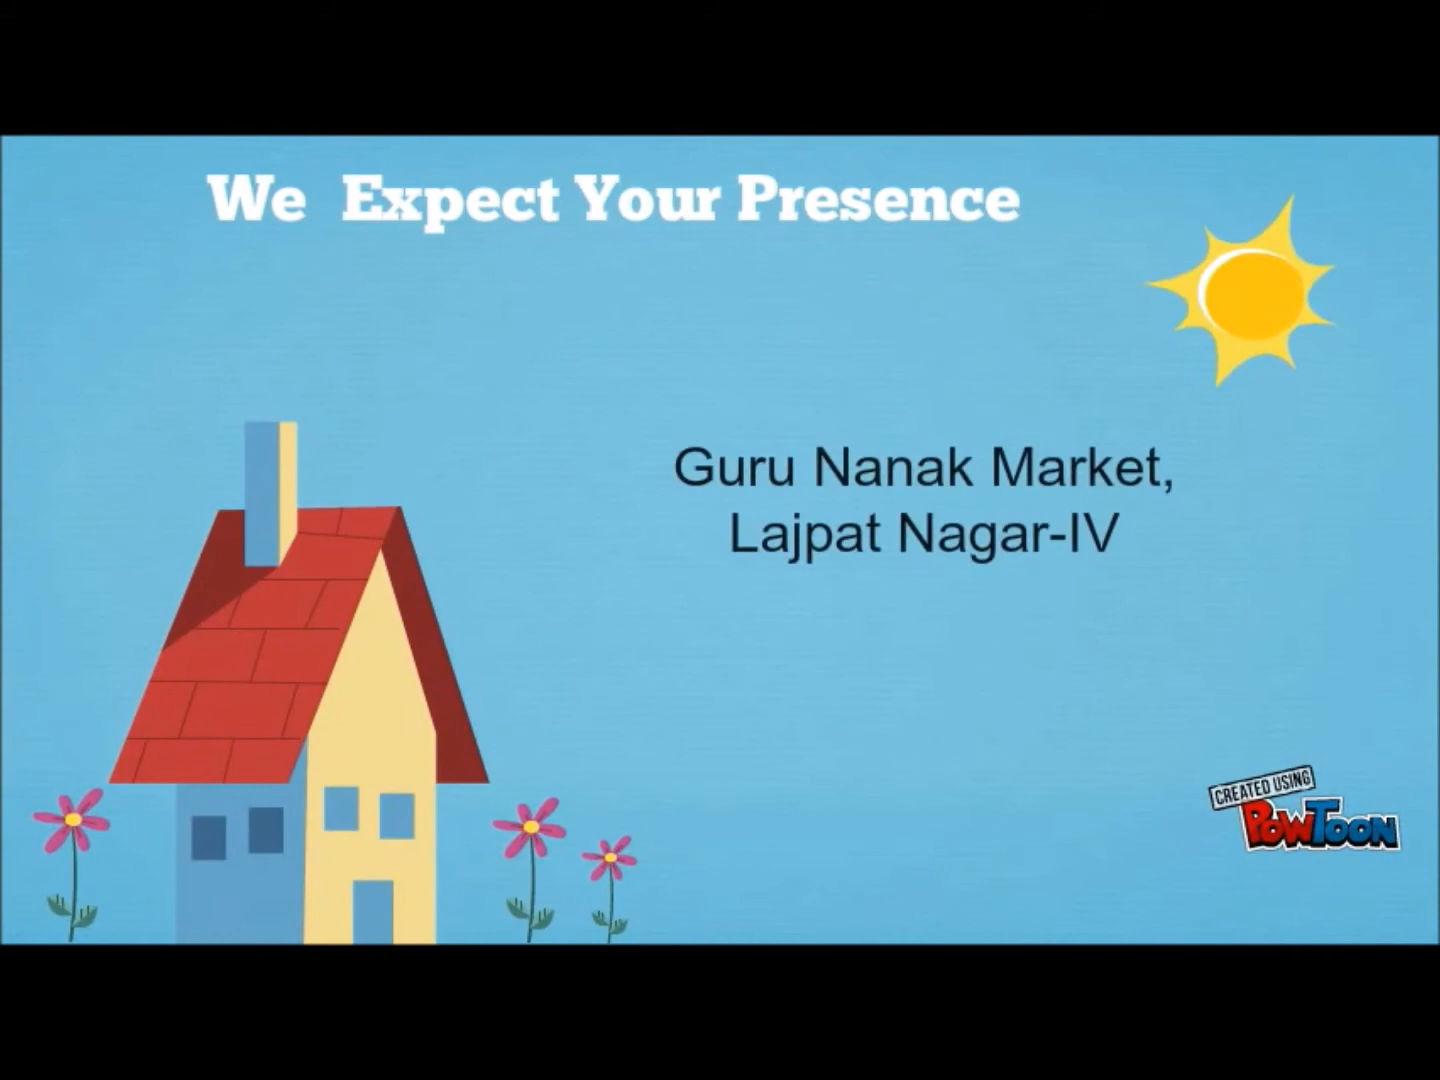 We Expect Your Presence
Guru Nanak Market,
Lajpat Nagar-IV
CREATED USING
POWTOON